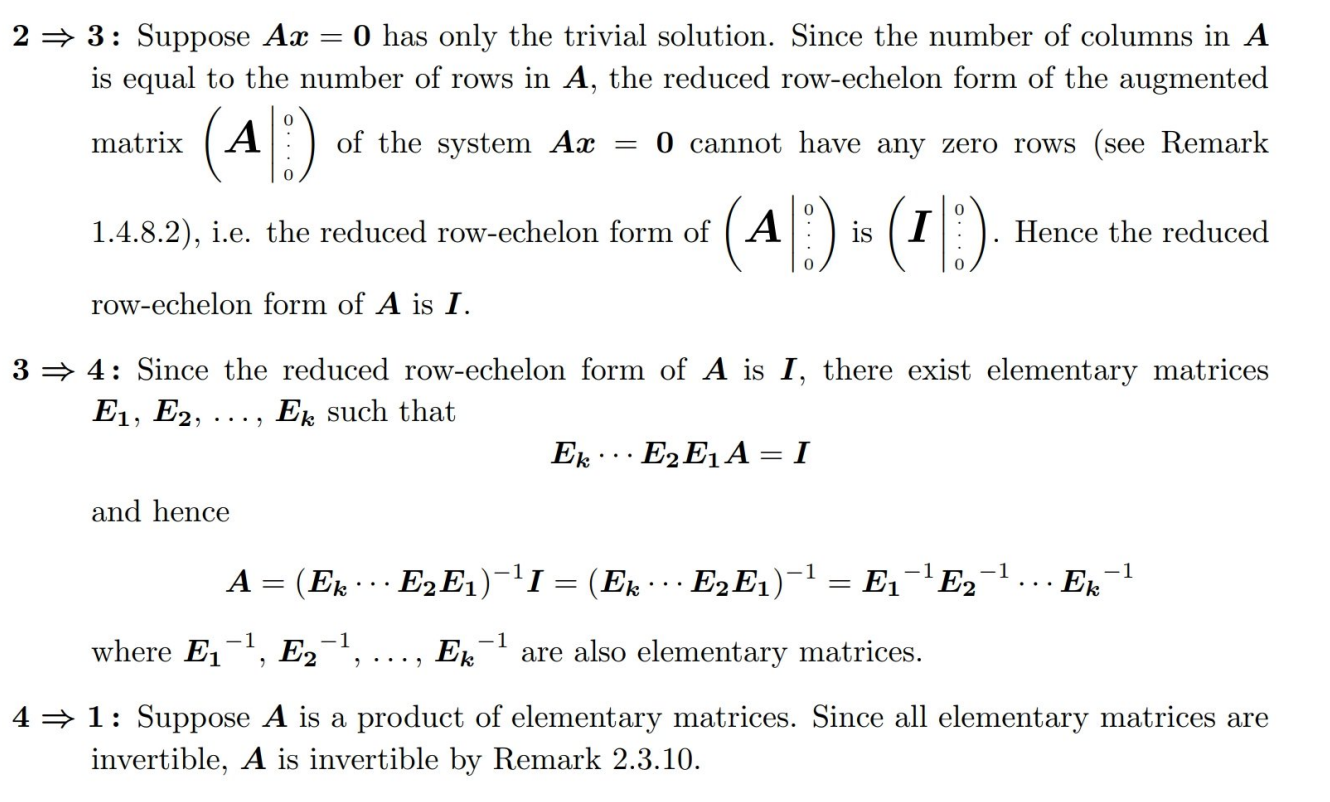 2 ⇒ 3: Suppose Ax = 0 has only the trivial solution. Since the number of columns in A
is equal to the number of rows in A, the reduced row-echelon form of the augmented
matrix (A | 0 ⋮ 0) of the system Ax = 0 cannot have any zero rows (see Remark
1.4.8.2), i.e. the reduced row-echelon form of (A | 0 ⋮ 0) is (I | 0 ⋮ 0). Hence the reduced
row-echelon form of A is I.
3 ⇒ 4: Since the reduced row-echelon form of A is I, there exist elementary matrices
E₁, E₂, ..., Eₖ such that
Eₖ ··· E₂E₁A = I
and hence
A = (Eₖ ··· E₂E₁)⁻¹I = (Eₖ ··· E₂E₁)⁻¹ = E₁⁻¹E₂⁻¹ ··· Eₖ⁻¹
where E₁⁻¹, E₂⁻¹, ..., Eₖ⁻¹ are also elementary matrices.
4 ⇒ 1: Suppose A is a product of elementary matrices. Since all elementary matrices are
invertible, A is invertible by Remark 2.3.10.